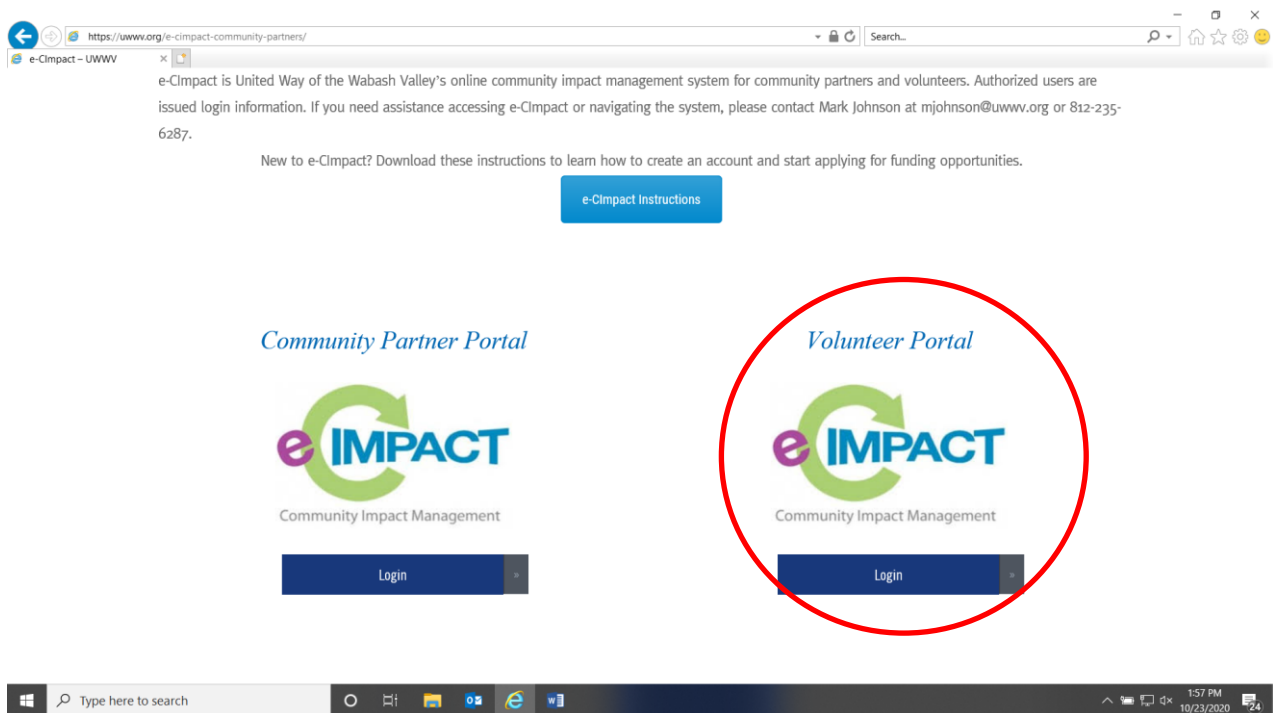 https://uwwv.org/e-cimpact-community-partners/
Search...
e-CImpact – UWWV
e-CImpact is United Way of the Wabash Valley's online community impact management system for community partners and volunteers. Authorized users are
issued login information. If you need assistance accessing e-CImpact or navigating the system, please contact Mark Johnson at mjohnson@uwwv.org or 812-235-
6287.
New to e-CImpact? Download these instructions to learn how to create an account and start applying for funding opportunities.
e-CImpact Instructions
Community Partner Portal
Volunteer Portal
e IMPACT
e IMPACT
Community Impact Management
Community Impact Management
Login »
Login »
Type here to search
1:57 PM
10/23/2020
24